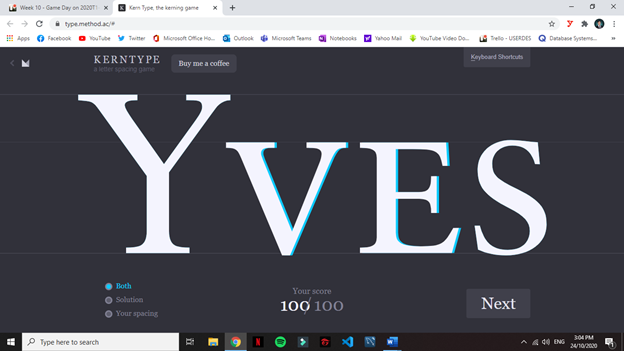 Week 10 - Game Day on 2020T
Kern Type, the kerning game
type.method.ac/#
Apps
Facebook
YouTube
Twitter
Microsoft Office Ho...
Outlook
Microsoft Teams
Notebooks
Yahoo Mail
YouTube Video Do...
Trello - USERDES
Database Systems...
KERNTYPE
a letter spacing game
Buy me a coffee
Keyboard Shortcuts
YVES
Both
Solution
Your spacing
Your score
100/100
Next
Type here to search
ENG
3:04 PM
24/10/2020